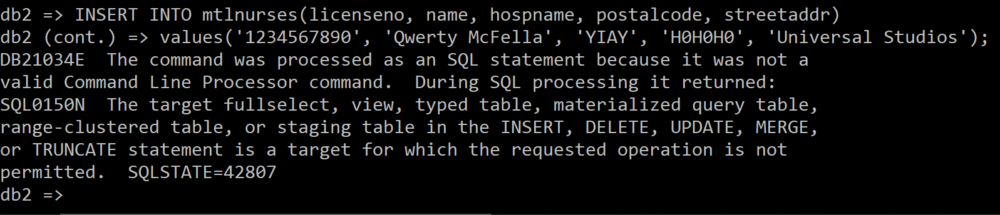 db2 => INSERT INTO mtlnurses(licenseno, name, hospname, postalcode, streetaddr)
db2 (cont.) => values('1234567890', 'Qwerty McFella', 'YIAY', 'H0H0H0', 'Universal Studios');
DB21034E  The command was processed as an SQL statement because it was not a
valid Command Line Processor command.  During SQL processing it returned:
SQL0150N  The target fullselect, view, typed table, materialized query table,
range-clustered table, or staging table in the INSERT, DELETE, UPDATE, MERGE,
or TRUNCATE statement is a target for which the requested operation is not
permitted.  SQLSTATE=42807
db2 =>